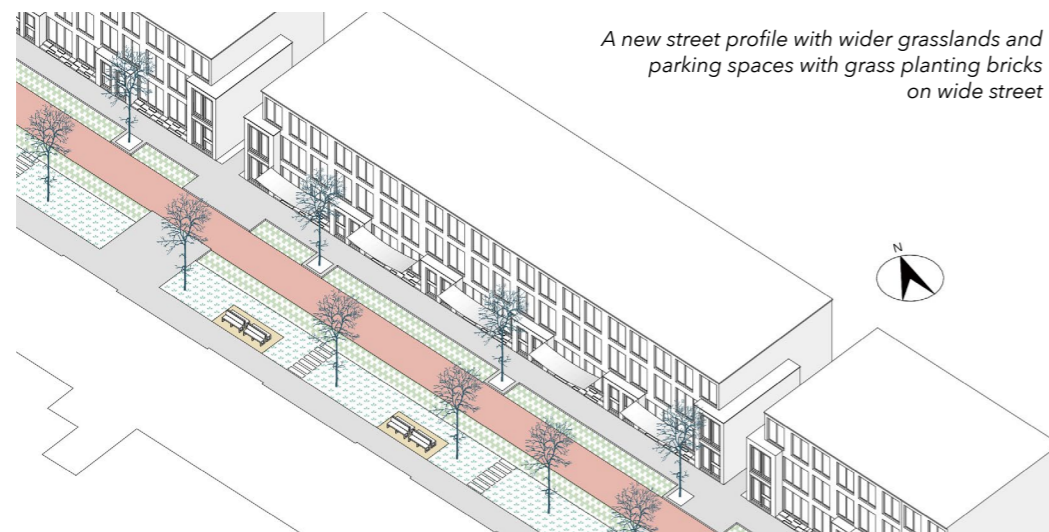 A new street profile with wider grasslands and
parking spaces with grass planting bricks
on wide street
N